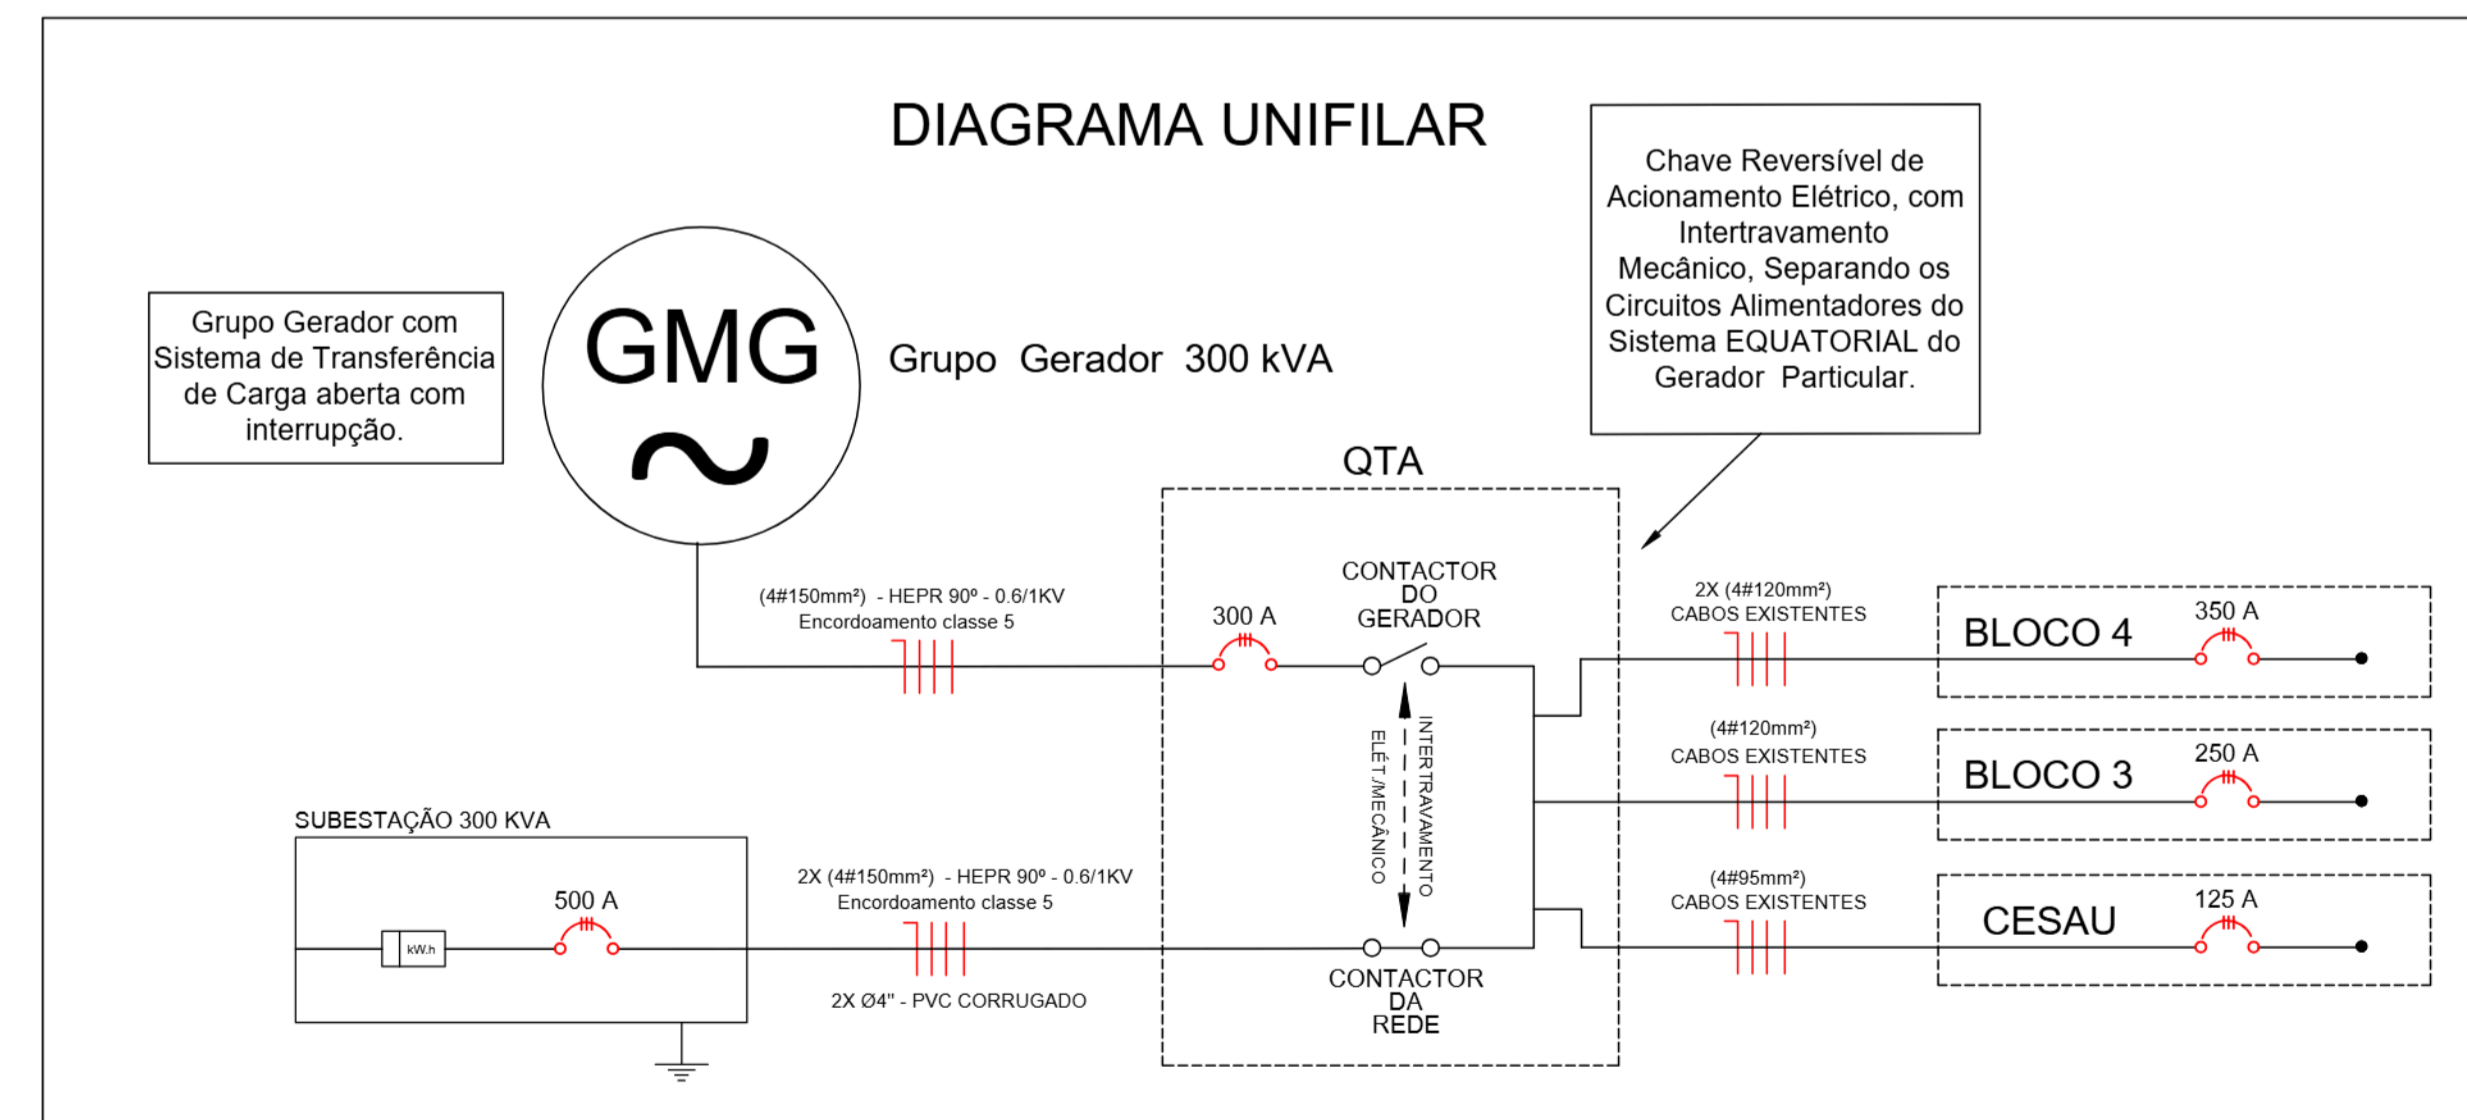 DIAGRAMA UNIFILAR
Chave Reversível de
Acionamento Elétrico, com
Intertravamento
Mecânico, Separando os
Circuitos Alimentadores do
Sistema EQUATORIAL do
Gerador Particular.
Grupo Gerador com
Sistema de Transferência
de Carga aberta com
interrupção.
GMG
Grupo Gerador 300 kVA
QTA
(4#150mm²) - HEPR 90º - 0.6/1KV
Encordoamento classe 5
300 A
CONTACTOR
DO
GERADOR
2X (4#120mm²)
CABOS EXISTENTES
BLOCO 4
350 A
INTERTRAVAMENTO
ELÉT./MECÂNICO
(4#120mm²)
CABOS EXISTENTES
BLOCO 3
250 A
SUBESTAÇÃO 300 KVA
kW.h
500 A
2X (4#150mm²) - HEPR 90º - 0.6/1KV
Encordoamento classe 5
2X Ø4" - PVC CORRUGADO
CONTACTOR
DA
REDE
(4#95mm²)
CABOS EXISTENTES
CESAU
125 A